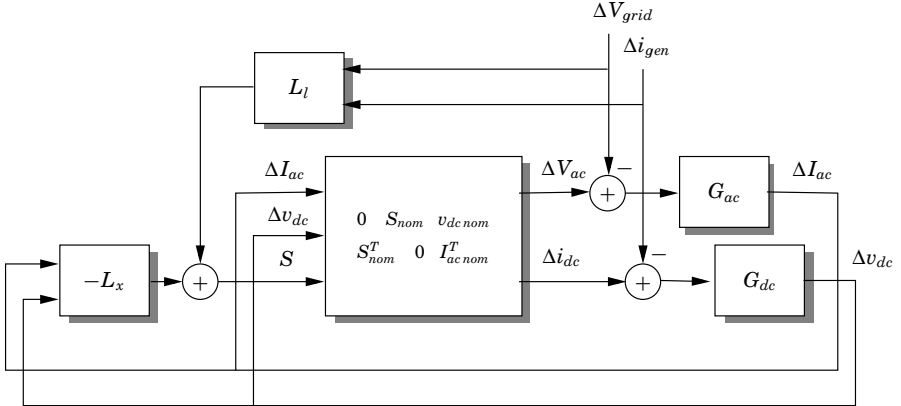 ΔV_grid
Δi_gen
L_l
ΔI_ac
ΔV_ac
−
G_ac
ΔI_ac
+
Δv_dc
0 S_nom v_dc nom
S^T_nom 0 I^T_ac nom
S
Δi_dc
−
Δv_dc
−L_x
+
+
G_dc